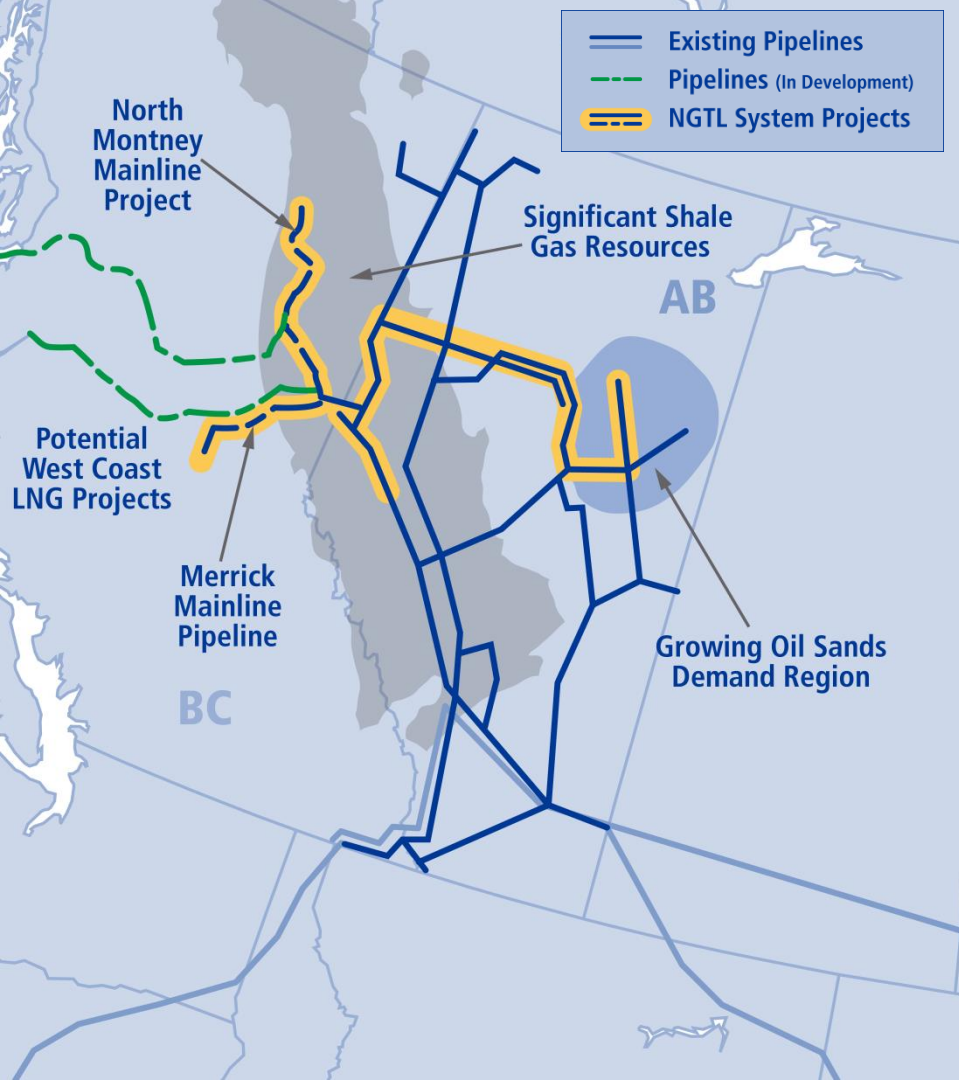 Existing Pipelines
Pipelines (In Development)
NGTL System Projects
North
Montney
Mainline
Project
Significant Shale
Gas Resources
AB
Potential
West Coast
LNG Projects
Merrick
Mainline
Pipeline
Growing Oil Sands
Demand Region
BC